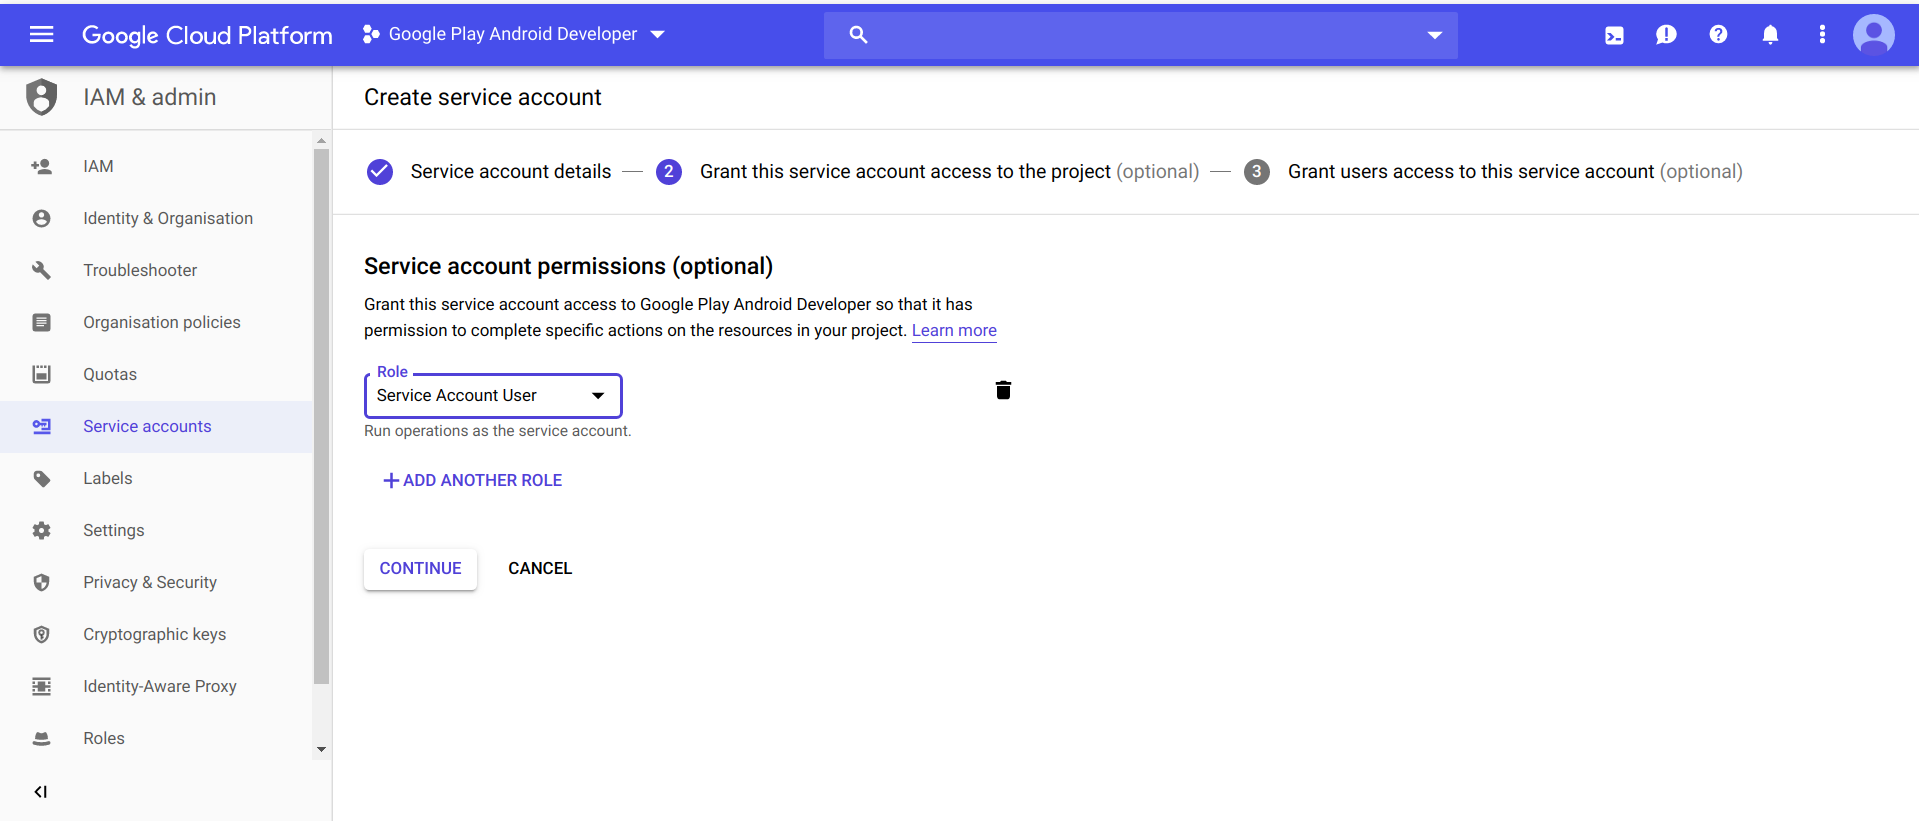 Google Cloud Platform
Google Play Android Developer
IAM & admin
Create service account
IAM
Identity & Organisation
Troubleshooter
Organisation policies
Quotas
Service accounts
Labels
Settings
Privacy & Security
Cryptographic keys
Identity-Aware Proxy
Roles
Service account details
2 Grant this service account access to the project (optional)
3 Grant users access to this service account (optional)
Service account permissions (optional)
Grant this service account access to Google Play Android Developer so that it has
permission to complete specific actions on the resources in your project. Learn more
Role
Service Account User
Run operations as the service account.
ADD ANOTHER ROLE
CONTINUE
CANCEL